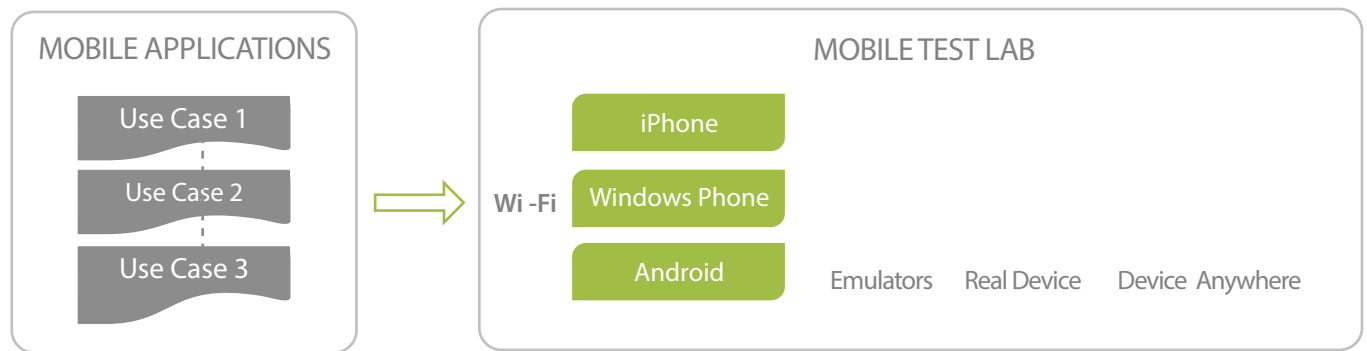 MOBILE APPLICATIONS
Use Case 1
Use Case 2
Use Case 3
MOBILE TEST LAB
Wi -Fi
iPhone
Windows Phone
Android
Emulators Real Device Device Anywhere